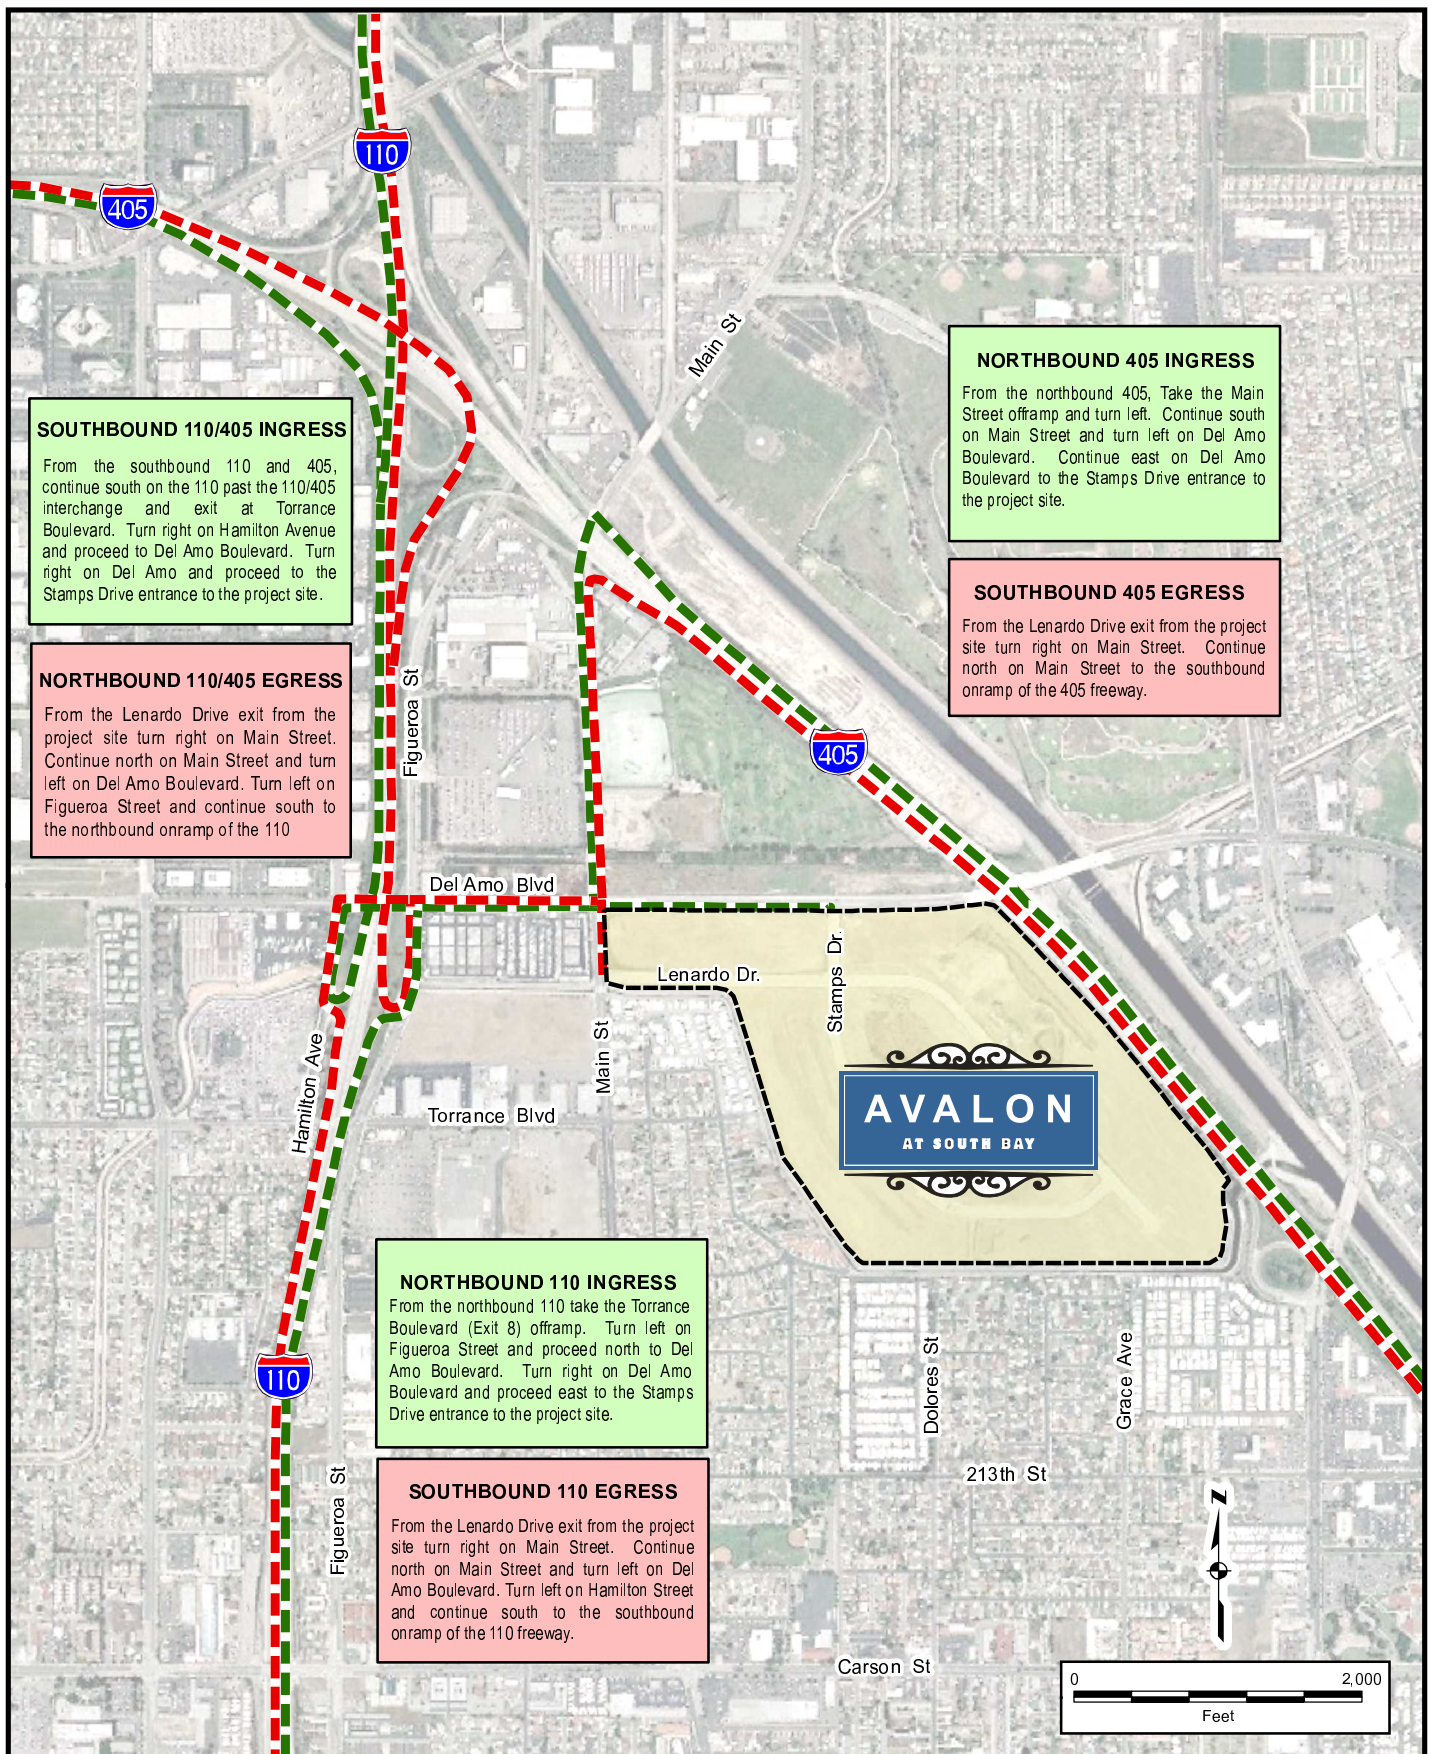 110
405
Main St
NORTHBOUND 405 INGRESS
From the northbound 405, Take the Main
Street offramp and turn left. Continue south
on Main Street and turn left on Del Amo
Boulevard. Continue east on Del Amo
Boulevard to the Stamps Drive entrance to
the project site.
SOUTHBOUND 110/405 INGRESS
From the southbound 110 and 405,
continue south on the 110 past the 110/405
interchange and exit at Torrance
Boulevard. Turn right on Hamilton Avenue
and proceed to Del Amo Boulevard. Turn
right on Del Amo and proceed to the
Stamps Drive entrance to the project site.
SOUTHBOUND 405 EGRESS
From the Lenardo Drive exit from the project
site turn right on Main Street. Continue
north on Main Street to the southbound
onramp of the 405 freeway.
NORTHBOUND 110/405 EGRESS
From the Lenardo Drive exit from the
project site turn right on Main Street.
Continue north on Main Street and turn
left on Del Amo Boulevard. Turn left on
Figueroa Street and continue south to
the northbound onramp of the 110
Figueroa St
405
Del Amo Blvd
Lenardo Dr.
Stamps Dr.
Main St
Hamilton Ave
Torrance Blvd
AVALON
AT SOUTH BAY
NORTHBOUND 110 INGRESS
From the northbound 110 take the Torrance
Boulevard (Exit 8) offramp. Turn left on
Figueroa Street and proceed north to Del
Amo Boulevard. Turn right on Del Amo
Boulevard and proceed east to the Stamps
Drive entrance to the project site.
110
Dolores St
Grace Ave
SOUTHBOUND 110 EGRESS
From the Lenardo Drive exit from the project
site turn right on Main Street. Continue
north on Main Street and turn left on Del
Amo Boulevard. Turn left on Hamilton Street
and continue south to the southbound
onramp of the 110 freeway.
Figueroa St
213th St
Z
Carson St
0 2,000
Feet